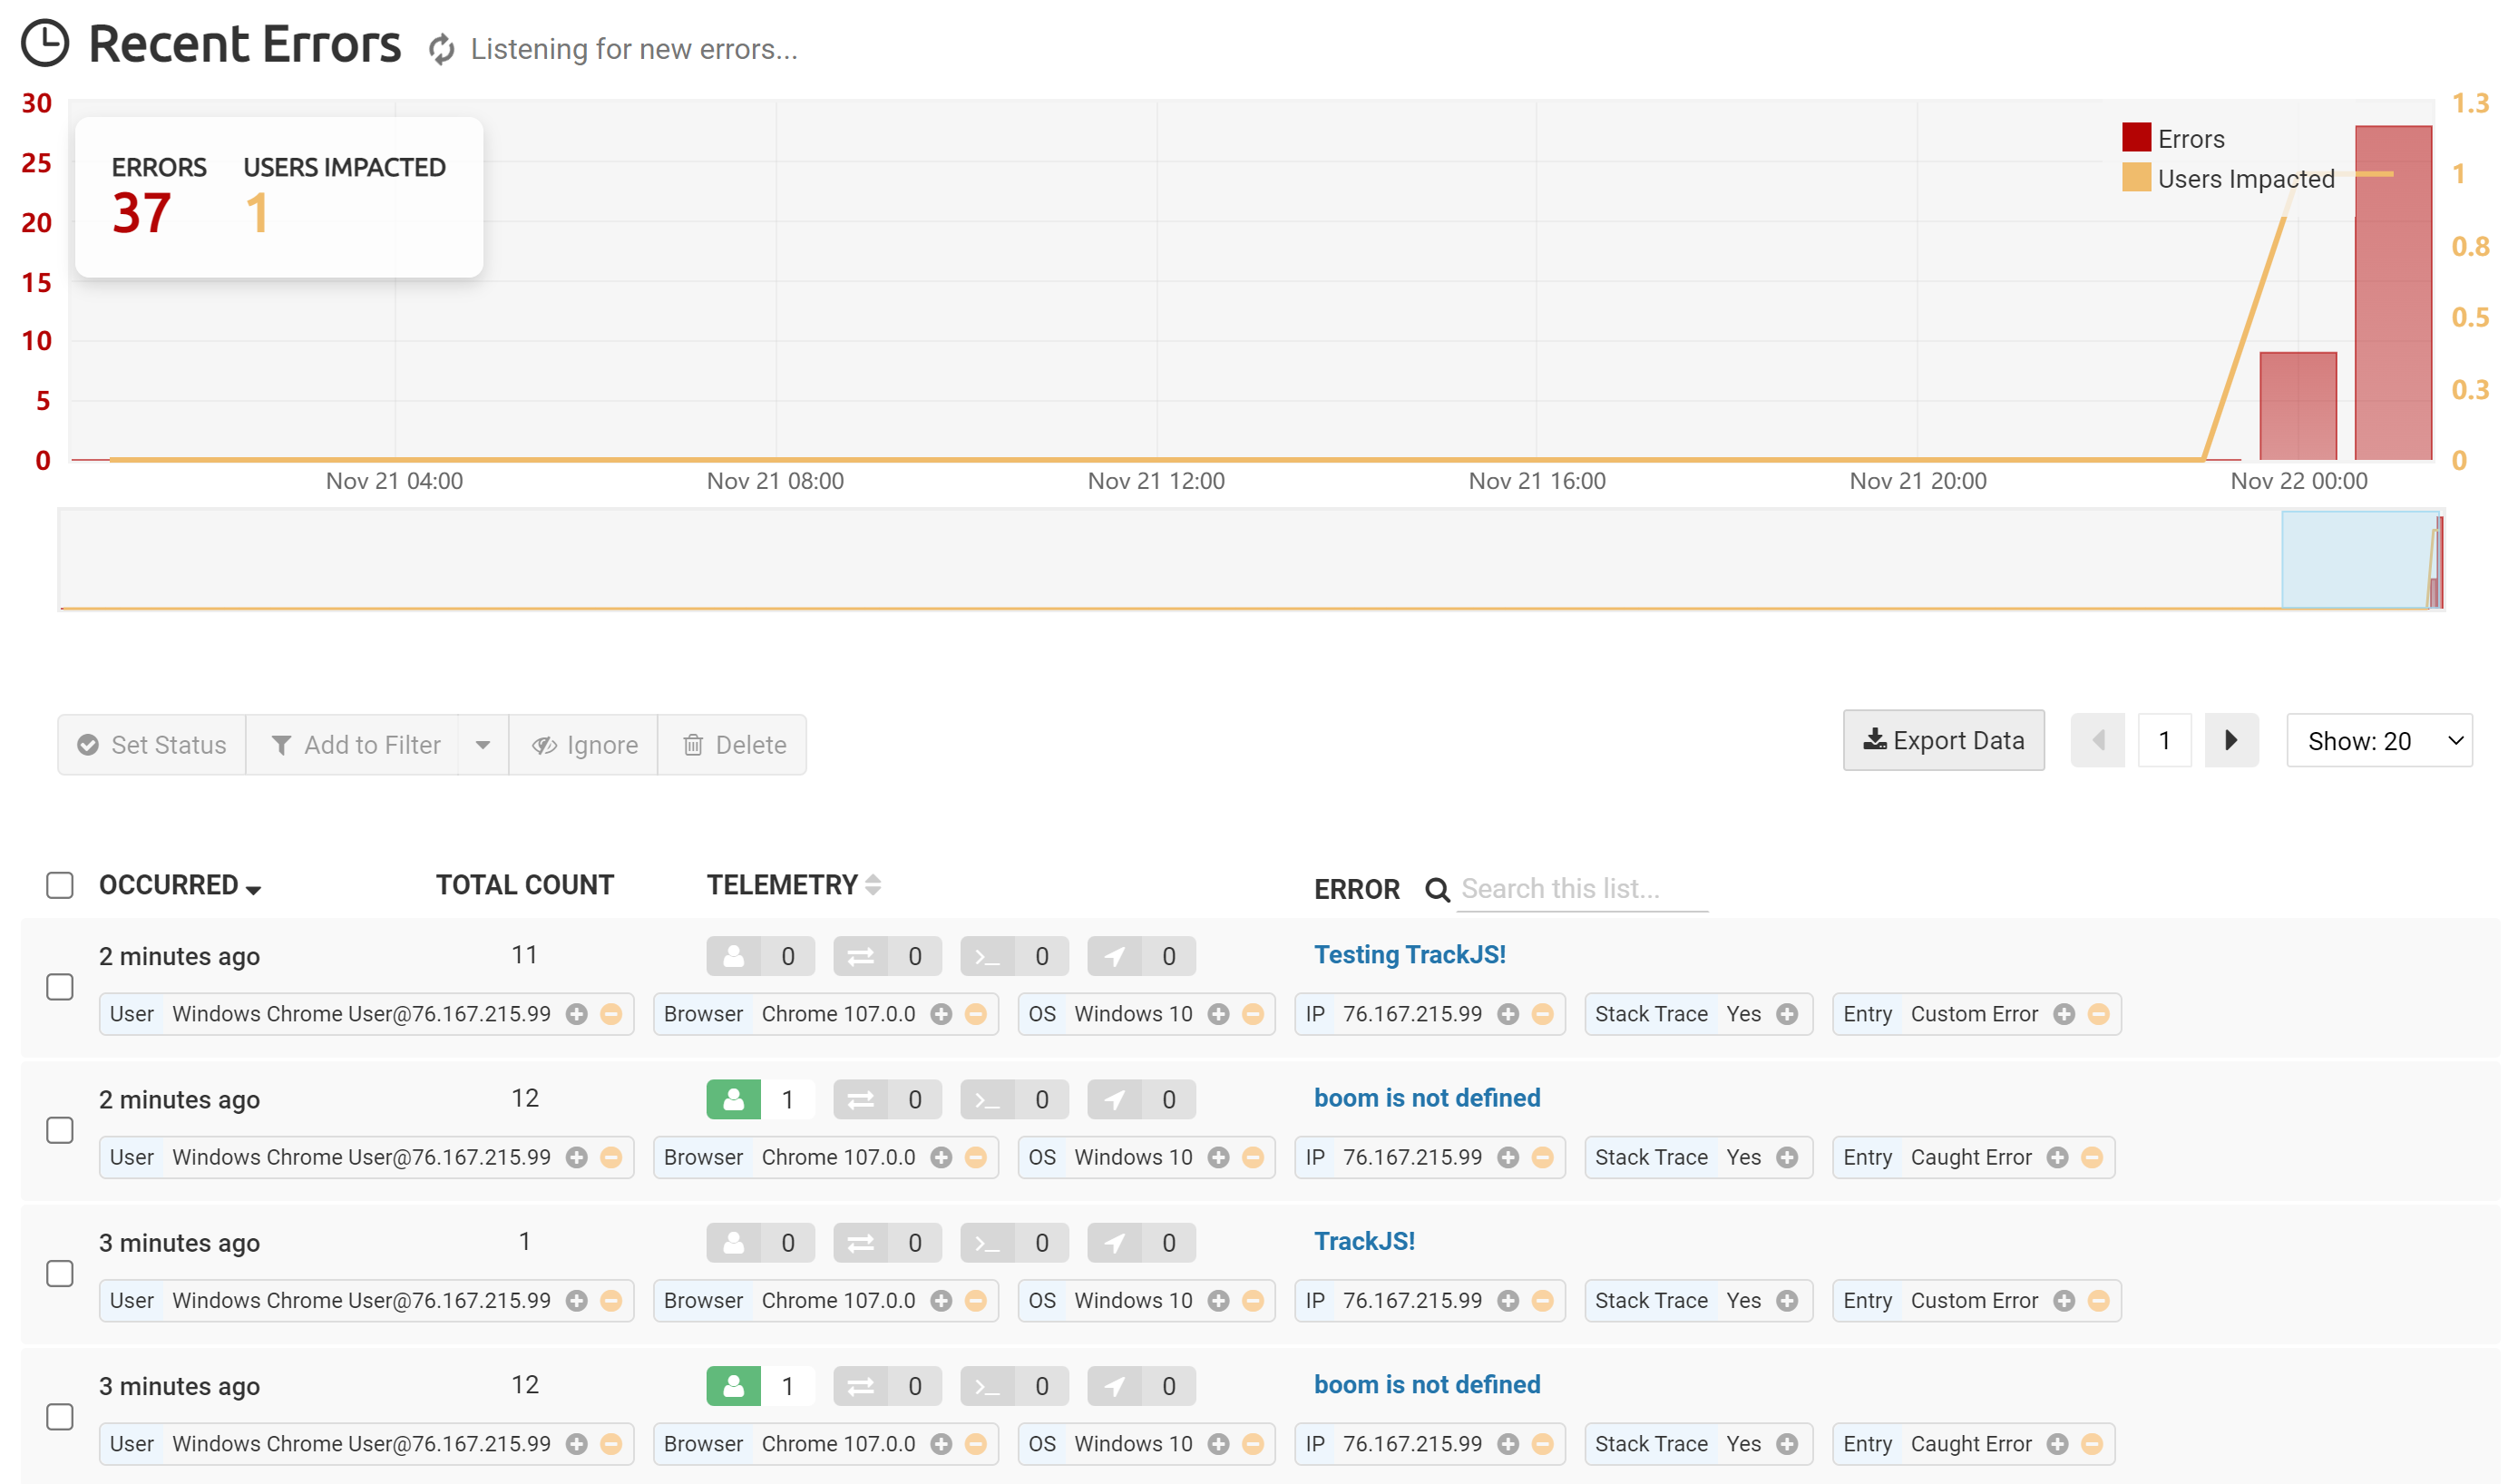 Recent Errors Listening for new errors...
30 1.3
Errors
ERRORS USERS IMPACTED
25 1
Users Impacted
37 1
20
0.8
15
0.5
10
0.3
5
0 0
Nov 21 04:00 Nov 21 08:00 Nov 21 12:00 Nov 21 16:00 Nov 21 20:00 Nov 22 00:00
Set Status Add to Filter Ignore Delete Export Data 1 Show: 20
OCCURRED TOTAL COUNT TELEMETRY ERROR Search this list...
2 minutes ago 11 0 0 0 0 Testing TrackJS!
User Windows Chrome User@76.167.215.99 Browser Chrome 107.0.0 OS Windows 10 IP 76.167.215.99 Stack Trace Yes Entry Custom Error
2 minutes ago 12 1 0 0 0 boom is not defined
User Windows Chrome User@76.167.215.99 Browser Chrome 107.0.0 OS Windows 10 IP 76.167.215.99 Stack Trace Yes Entry Caught Error
3 minutes ago 1 0 0 0 0 TrackJS!
User Windows Chrome User@76.167.215.99 Browser Chrome 107.0.0 OS Windows 10 IP 76.167.215.99 Stack Trace Yes Entry Custom Error
3 minutes ago 12 1 0 0 0 boom is not defined
User Windows Chrome User@76.167.215.99 Browser Chrome 107.0.0 OS Windows 10 IP 76.167.215.99 Stack Trace Yes Entry Caught Error